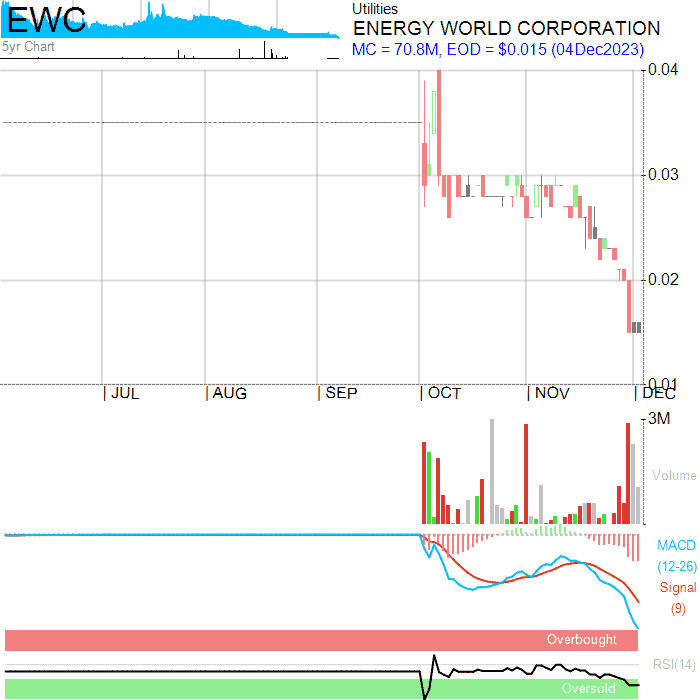 EWC
5yr Chart
Utilities
ENERGY WORLD CORPORATION
MC = 70.8M, EOD = $0.015 (04Dec2023)
0.04
0.03
0.02
0.01
JUL AUG SEP OCT NOV DEC
3M
Volume
MACD
(12-26)
Signal
(9)
Overbought
RSI(14)
Oversold